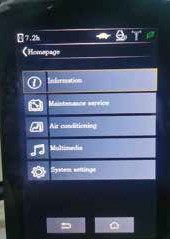 7.2h
Homepage
Information
Maintenance service
Air conditioning
Multimedia
System settings